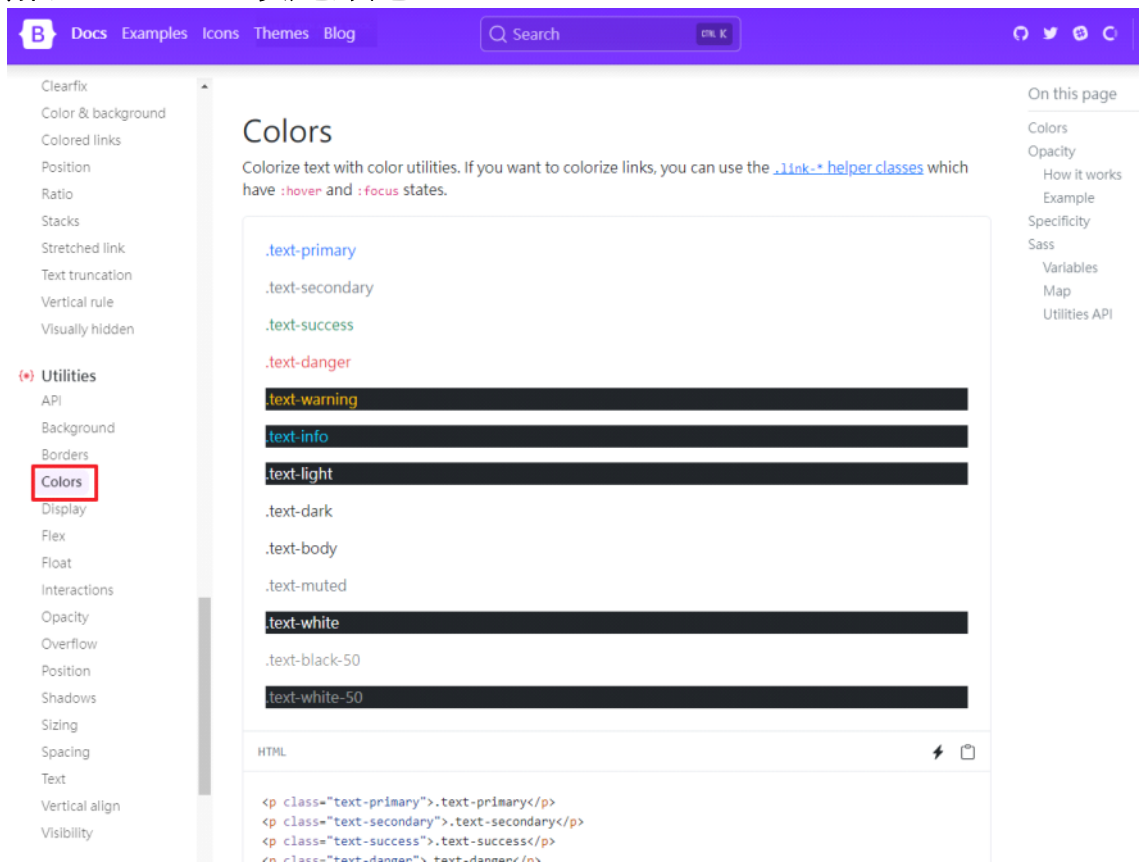 B Docs Examples Icons Themes Blog Search CTRL K
Clearfix
Color & background
Colored links
Position
Ratio
Stacks
Stretched link
Text truncation
Vertical rule
Visually hidden
Utilities
API
Background
Borders
Colors
Display
Flex
Float
Interactions
Opacity
Overflow
Position
Shadows
Sizing
Spacing
Text
Vertical align
Visibility
Colors
Colorize text with color utilities. If you want to colorize links, you can use the .link-* helper classes which
have :hover and :focus states.
.text-primary
.text-secondary
.text-success
.text-danger
.text-warning
.text-info
.text-light
.text-dark
.text-body
.text-muted
.text-white
.text-black-50
.text-white-50
HTML
<p class="text-primary">.text-primary</p>
<p class="text-secondary">.text-secondary</p>
<p class="text-success">.text-success</p>
<p class="text-danger">.text-danger</p>
On this page
Colors
Opacity
How it works
Example
Specificity
Sass
Variables
Map
Utilities API